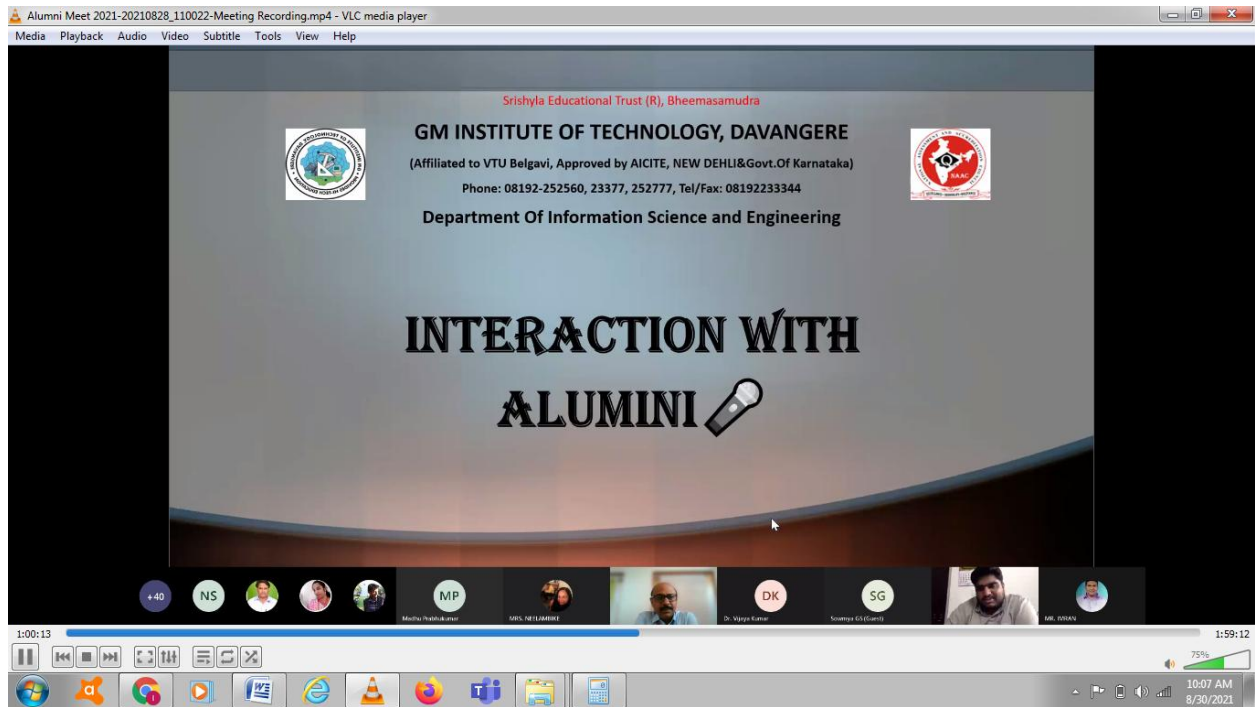 Alumni Meet 2021-20210828_110022-Meeting Recording.mp4 - VLC media player
Media Playback Audio Video Subtitle Tools View Help
Srishyla Educational Trust (R), Bheemasamudra
GM INSTITUTE OF TECHNOLOGY, DAVANGERE
(Affiliated to VTU Belgavi, Approved by AICITE, NEW DEHLI&Govt.Of Karnataka)
Phone: 08192-252560, 23377, 252777, Tel/Fax: 08192233344
Department Of Information Science and Engineering
NAAC
INTERACTION WITH
ALUMINI
+40 NS MP DK SG
Madhu Prabhukumar MRS. NEELAMBIKE Dr. Vijaya Kumar Sowmya GS (Guest) MR. IMRAN
1:00:13 1:59:12
75%
10:07 AM
8/30/2021